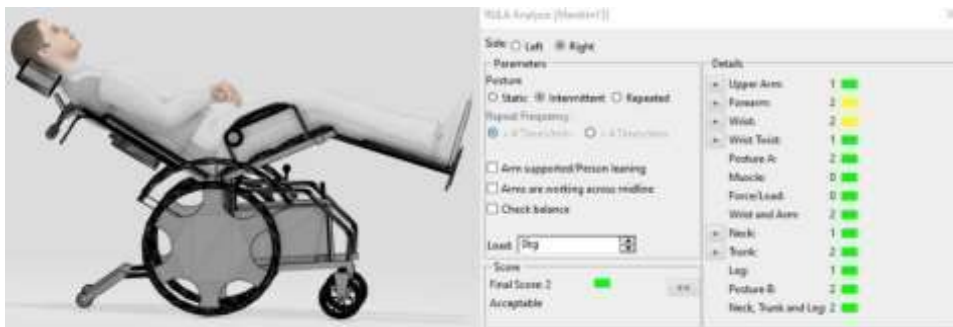 RULA Analysis (Manikin1)
Side: Left Right
Parameters
Posture
Static Intermittent Repeated
Repeat Frequency
Arm supported/Person leaning
Arms are working across midline
Check balance
Load: 0kg
Score
Final Score: 2
Acceptable
<<
Details
+ Upper Arm: 1
+ Forearm: 2
+ Wrist: 2
+ Wrist Twist: 1
Posture A: 2
Muscle: 0
Force/Load: 0
Wrist and Arm: 2
+ Neck: 1
+ Trunk: 2
Leg: 1
Posture B: 2
Neck, Trunk and Leg: 2